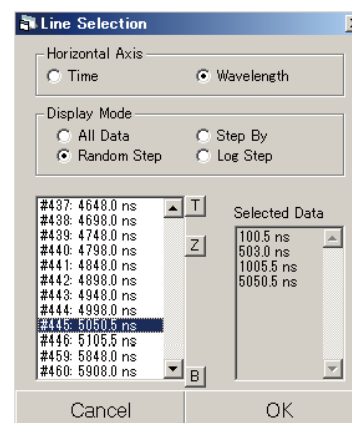 Line Selection
Horizontal Axis
Time
Wavelength
Display Mode
All Data
Step By
Random Step
Log Step
#437: 4648.0 ns
#438: 4698.0 ns
#439: 4748.0 ns
#440: 4798.0 ns
#441: 4848.0 ns
#442: 4898.0 ns
#443: 4948.0 ns
#444: 4998.0 ns
#445: 5050.5 ns
#446: 5105.5 ns
#459: 5848.0 ns
#460: 5908.0 ns
T
Z
B
Selected Data
100.5 ns
503.0 ns
1005.5 ns
5050.5 ns
Cancel
OK